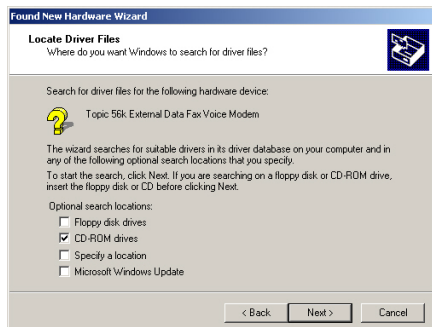 Found New Hardware Wizard
Locate Driver Files
Where do you want Windows to search for driver files?
Search for driver files for the following hardware device:
Topic 56k External Data Fax Voice Modem
The wizard searches for suitable drivers in its driver database on your computer and in
any of the following optional search locations that you specify.
To start the search, click Next. If you are searching on a floppy disk or CD-ROM drive,
insert the floppy disk or CD before clicking Next.
Optional search locations:
Floppy disk drives
CD-ROM drives
Specify a location
Microsoft Windows Update
< Back Next > Cancel